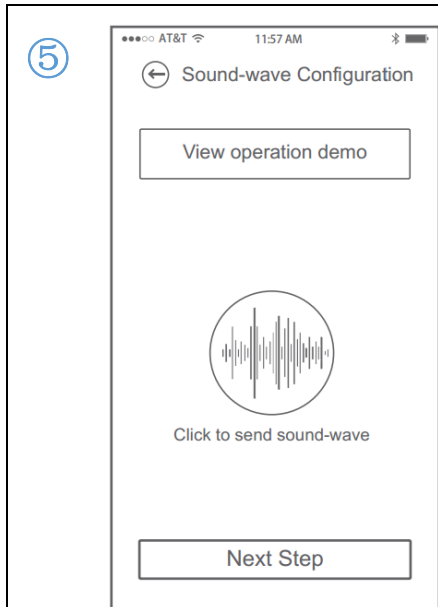 ⑤
AT&T 11:57 AM
Sound-wave Configuration
View operation demo
Click to send sound-wave
Next Step